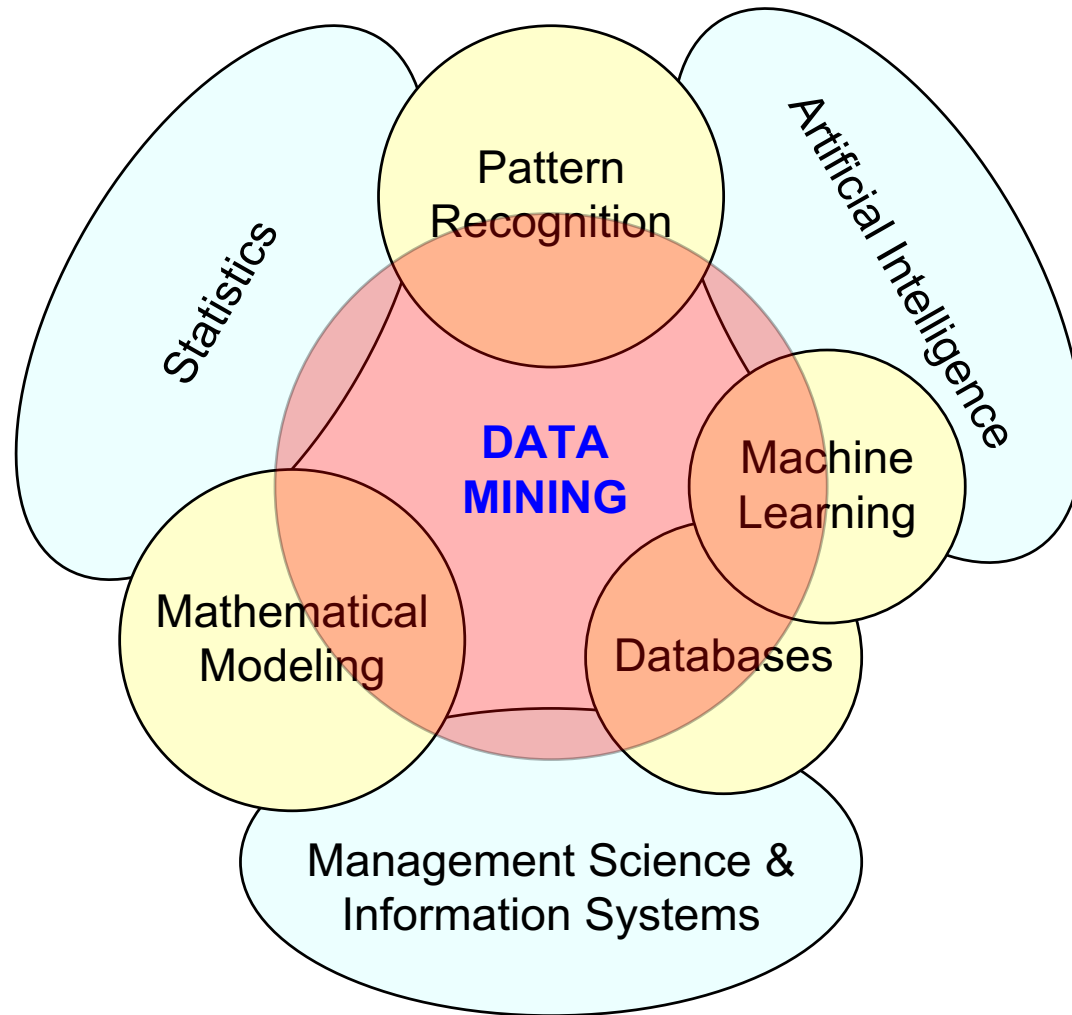 Pattern
Recognition
Artificial Intelligence
Statistics
DATA
MINING
Machine
Learning
Mathematical
Modeling
Databases
Management Science &
Information Systems